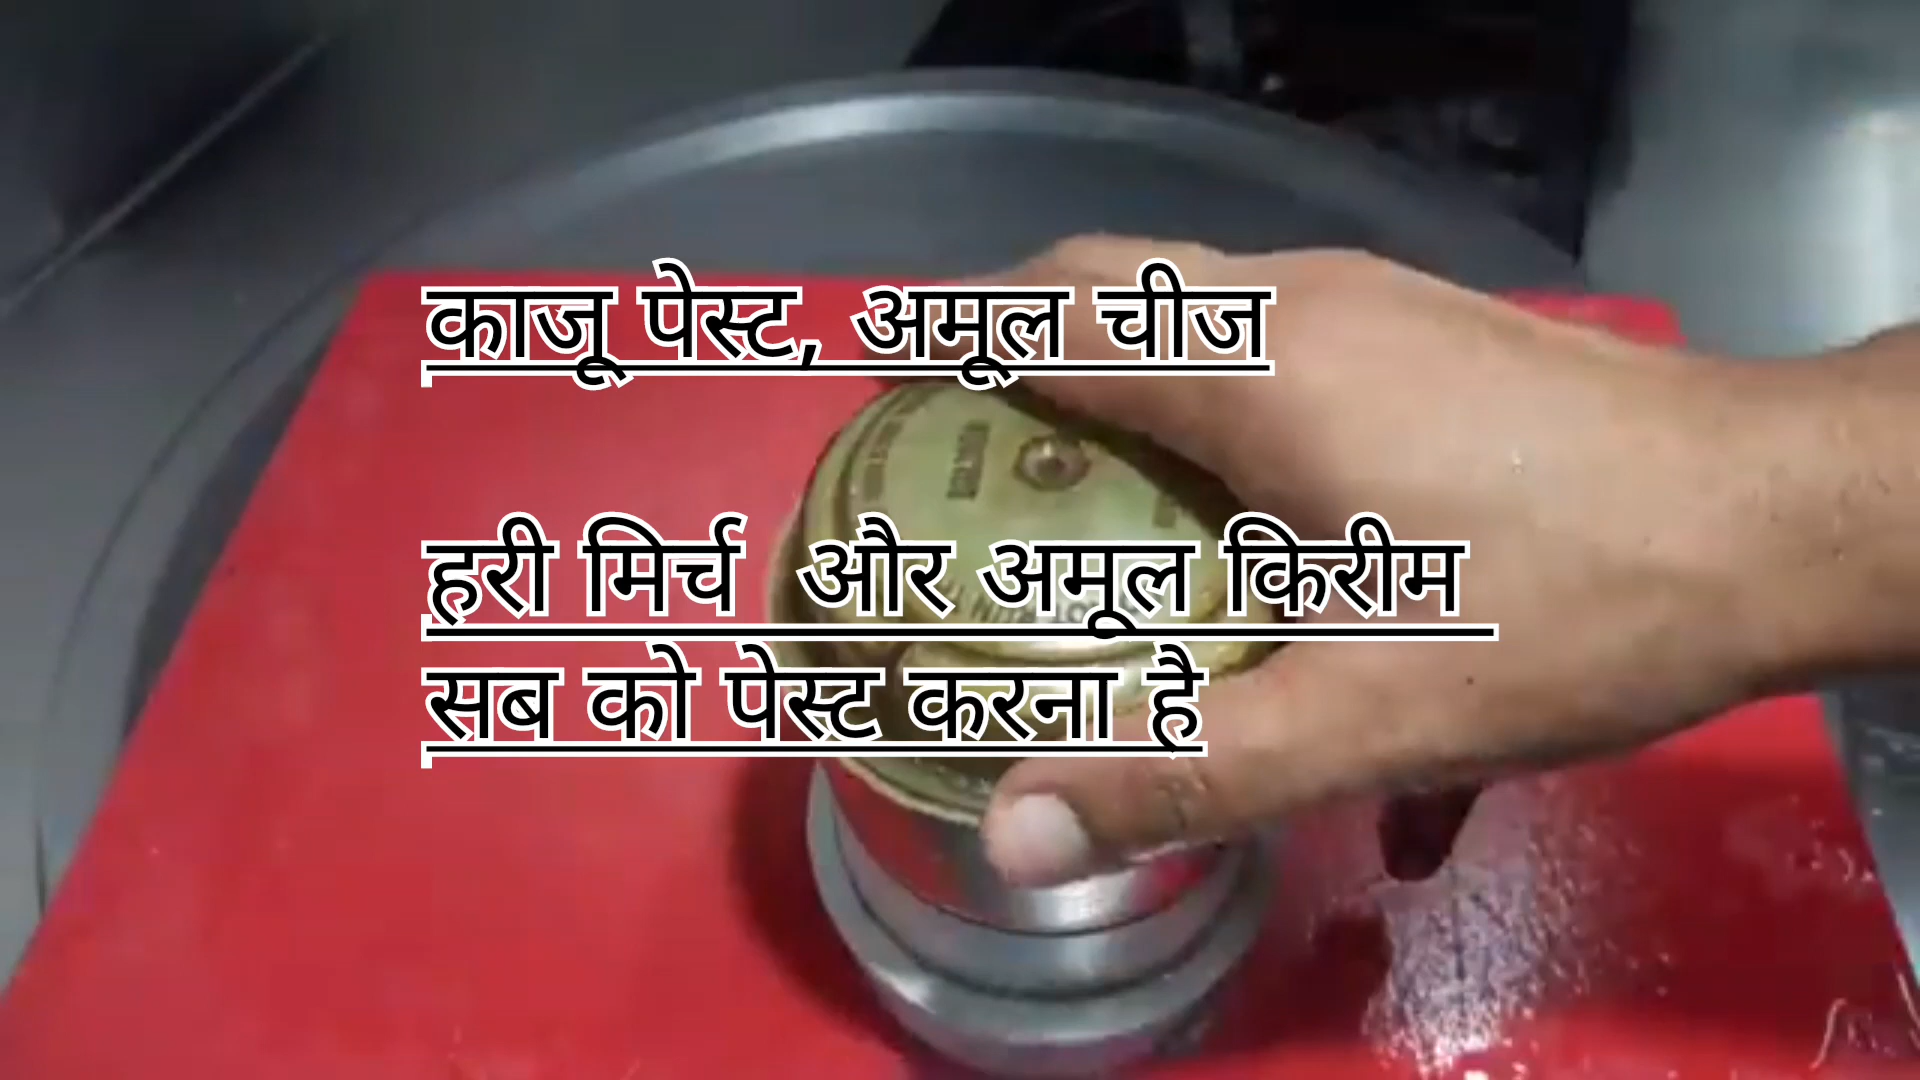 काजू पेस्ट, अमूल चीज
हरी मिर्च  और अमूल किरीम
सब को पेस्ट करना है